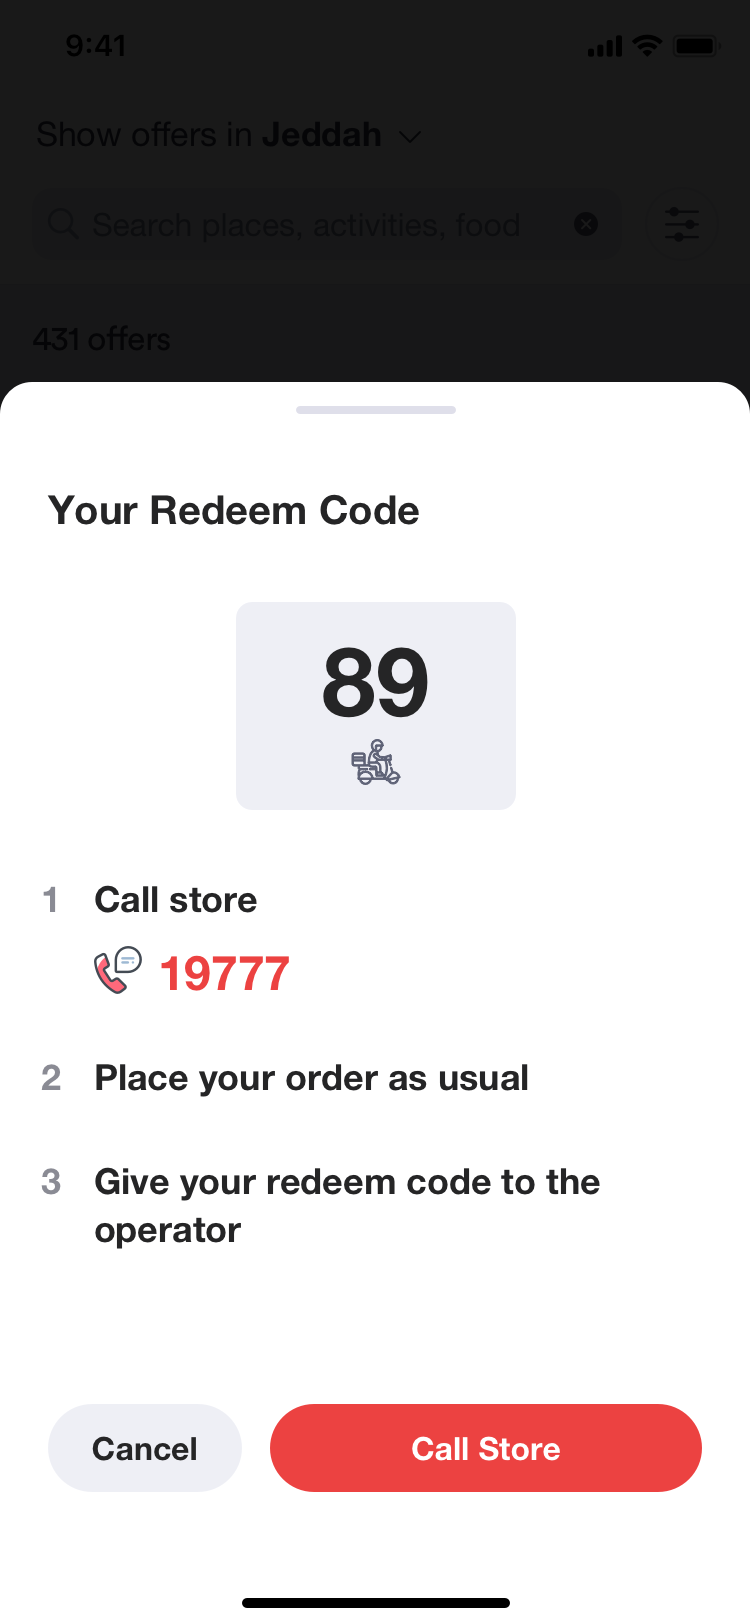 9:41
Show offers in Jeddah
Search places, activities, food
431 offers
Your Redeem Code
89
1 Call store
19777
2 Place your order as usual
3 Give your redeem code to the
operator
Cancel
Call Store